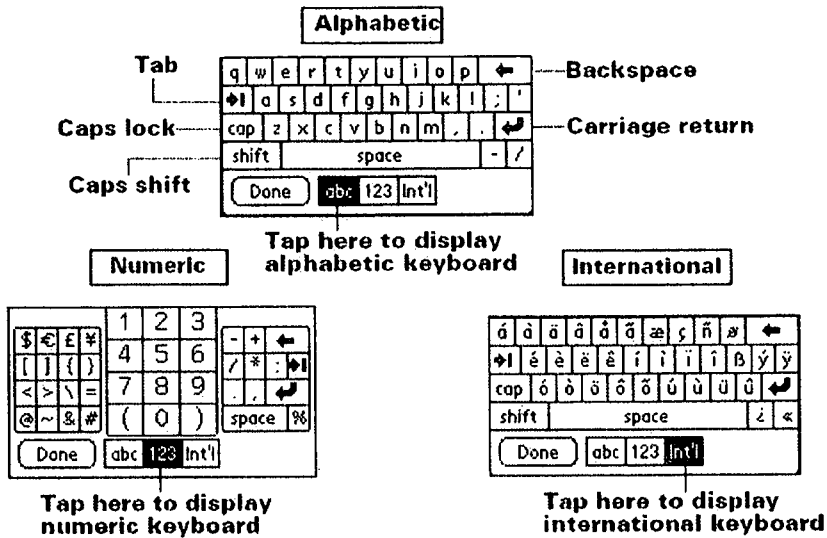 Alphabetic
Tab
q w e r t y u i o p
Backspace
a s d f g h j k l ; '
Caps lock
cap z x c v b n m , .
Carriage return
shift space - /
Caps shift
Done abc 123 Int'l
Tap here to display
alphabetic keyboard
Numeric
1 2 3
$ € £ ¥
- +
4 5 6
[ ] { }
/ * :
7 8 9
< > \ =
. ,
( 0 )
@ ~ & #
space %
Done abc 123 Int'l
Tap here to display
numeric keyboard
International
á à ä â å ã æ ç ñ ø
é è ë ê í ì ï î ß ý ÿ
cap ó ò ö ô õ ú ù ü û
shift space ¿ «
Done abc 123 Int'l
Tap here to display
international keyboard